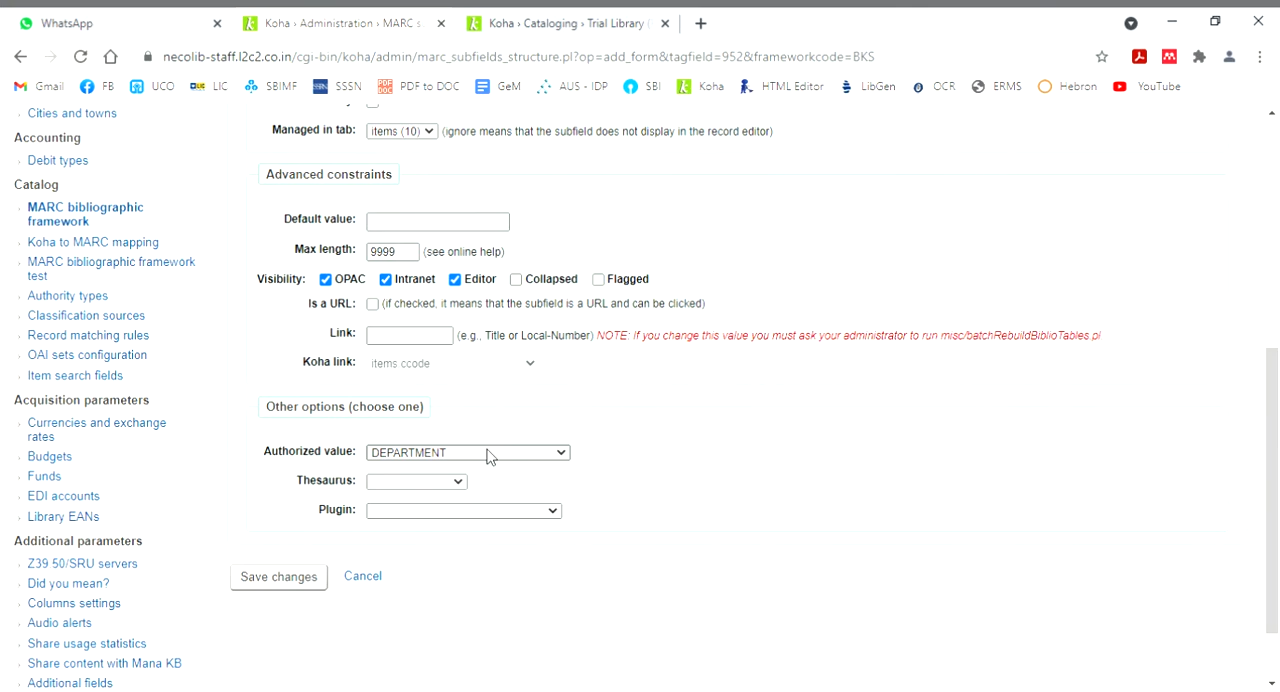 WhatsApp
Koha › Administration › MARC s
Koha › Cataloging › Trial Library
necolib-staff.l2c2.co.in/cgi-bin/koha/admin/marc_subfields_structure.pl?op=add_form&tagfield=952&frameworkcode=BKS
Gmail FB UCO LIC SBIMF SSSN PDF to DOC GeM AUS - IDP SBI Koha HTML Editor LibGen OCR ERMS Hebron YouTube
Cities and towns
Accounting
Debit types
Catalog
MARC bibliographic
framework
Koha to MARC mapping
MARC bibliographic framework
test
Authority types
Classification sources
Record matching rules
OAI sets configuration
Item search fields
Acquisition parameters
Currencies and exchange
rates
Budgets
Funds
EDI accounts
Library EANs
Additional parameters
Z39.50/SRU servers
Did you mean?
Columns settings
Audio alerts
Share usage statistics
Share content with Mana KB
Additional fields
Managed in tab: items (10) (ignore means that the subfield does not display in the record editor)
Advanced constraints
Default value:
Max length: 9999 (see online help)
Visibility: OPAC Intranet Editor Collapsed Flagged
Is a URL: (if checked, it means that the subfield is a URL and can be clicked)
Link: (e.g., Title or Local-Number) NOTE: If you change this value you must ask your administrator to run misc/batchRebuildBiblioTables.pl
Koha link: items.ccode
Other options (choose one)
Authorized value: DEPARTMENT
Thesaurus:
Plugin:
Save changes Cancel